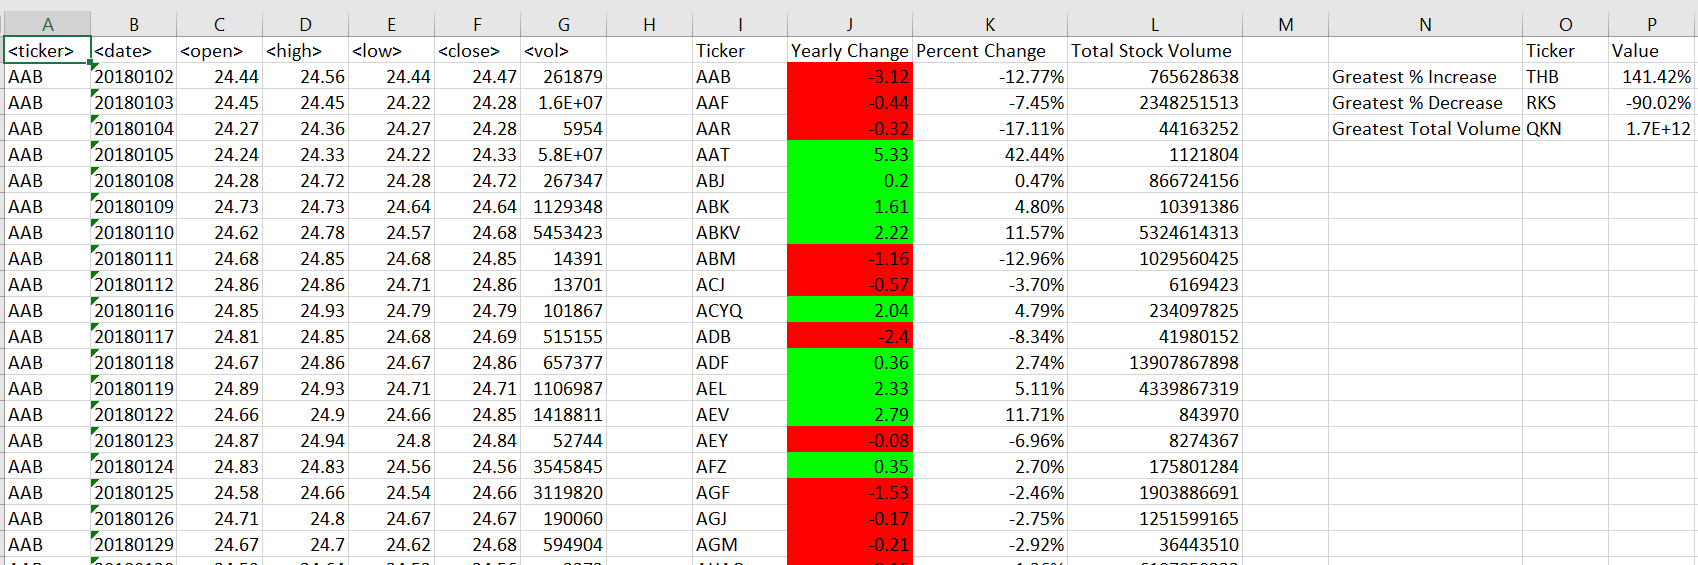 A B C D E F G H I J K L M N O P
<ticker> <date> <open> <high> <low> <close> <vol> Ticker Yearly Change Percent Change Total Stock Volume Ticker Value
AAB 20180102 24.44 24.56 24.44 24.47 261879 AAB -3.12 -12.77% 765628638 Greatest % Increase THB 141.42%
AAB 20180103 24.45 24.45 24.22 24.28 1.6E+07 AAF -0.44 -7.45% 2348251513 Greatest % Decrease RKS -90.02%
AAB 20180104 24.27 24.36 24.27 24.28 5954 AAR -0.32 -17.11% 44163252 Greatest Total Volume QKN 1.7E+12
AAB 20180105 24.24 24.33 24.22 24.33 5.8E+07 AAT 5.33 42.44% 1121804
AAB 20180108 24.28 24.72 24.28 24.72 267347 ABJ 0.2 0.47% 866724156
AAB 20180109 24.73 24.73 24.64 24.64 1129348 ABK 1.61 4.80% 10391386
AAB 20180110 24.62 24.78 24.57 24.68 5453423 ABKV 2.22 11.57% 5324614313
AAB 20180111 24.68 24.85 24.68 24.85 14391 ABM -1.16 -12.96% 1029560425
AAB 20180112 24.86 24.86 24.71 24.86 13701 ACJ -0.57 -3.70% 6169423
AAB 20180116 24.85 24.93 24.79 24.79 101867 ACYQ 2.04 4.79% 234097825
AAB 20180117 24.81 24.85 24.68 24.69 515155 ADB -2.4 -8.34% 41980152
AAB 20180118 24.67 24.86 24.67 24.86 657377 ADF 0.36 2.74% 13907867898
AAB 20180119 24.89 24.93 24.71 24.71 1106987 AEL 2.33 5.11% 4339867319
AAB 20180122 24.66 24.9 24.66 24.85 1418811 AEV 2.79 11.71% 843970
AAB 20180123 24.87 24.94 24.8 24.84 52744 AEY -0.08 -6.96% 8274367
AAB 20180124 24.83 24.83 24.56 24.56 3545845 AFZ 0.35 2.70% 175801284
AAB 20180125 24.58 24.66 24.54 24.66 3119820 AGF -1.53 -2.46% 1903886691
AAB 20180126 24.71 24.8 24.67 24.67 190060 AGJ -0.17 -2.75% 1251599165
AAB 20180129 24.67 24.7 24.62 24.68 594904 AGM -0.21 -2.92% 36443510